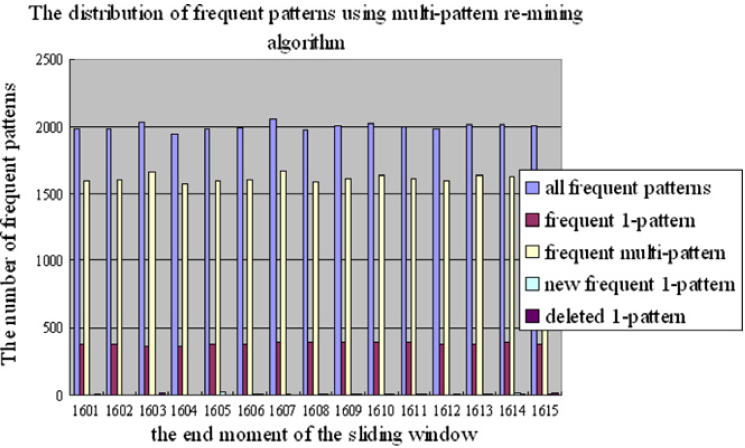 The distribution of frequent patterns using multi-pattern re-mining
algorithm
The number of frequent patterns
2500
2000
1500
1000
500
0
1601 1602 1603 1604 1605 1606 1607 1608 1609 1610 1611 1612 1613 1614 1615
the end moment of the sliding window
all frequent patterns
frequent 1-pattern
frequent multi-pattern
new frequent 1-pattern
deleted 1-pattern